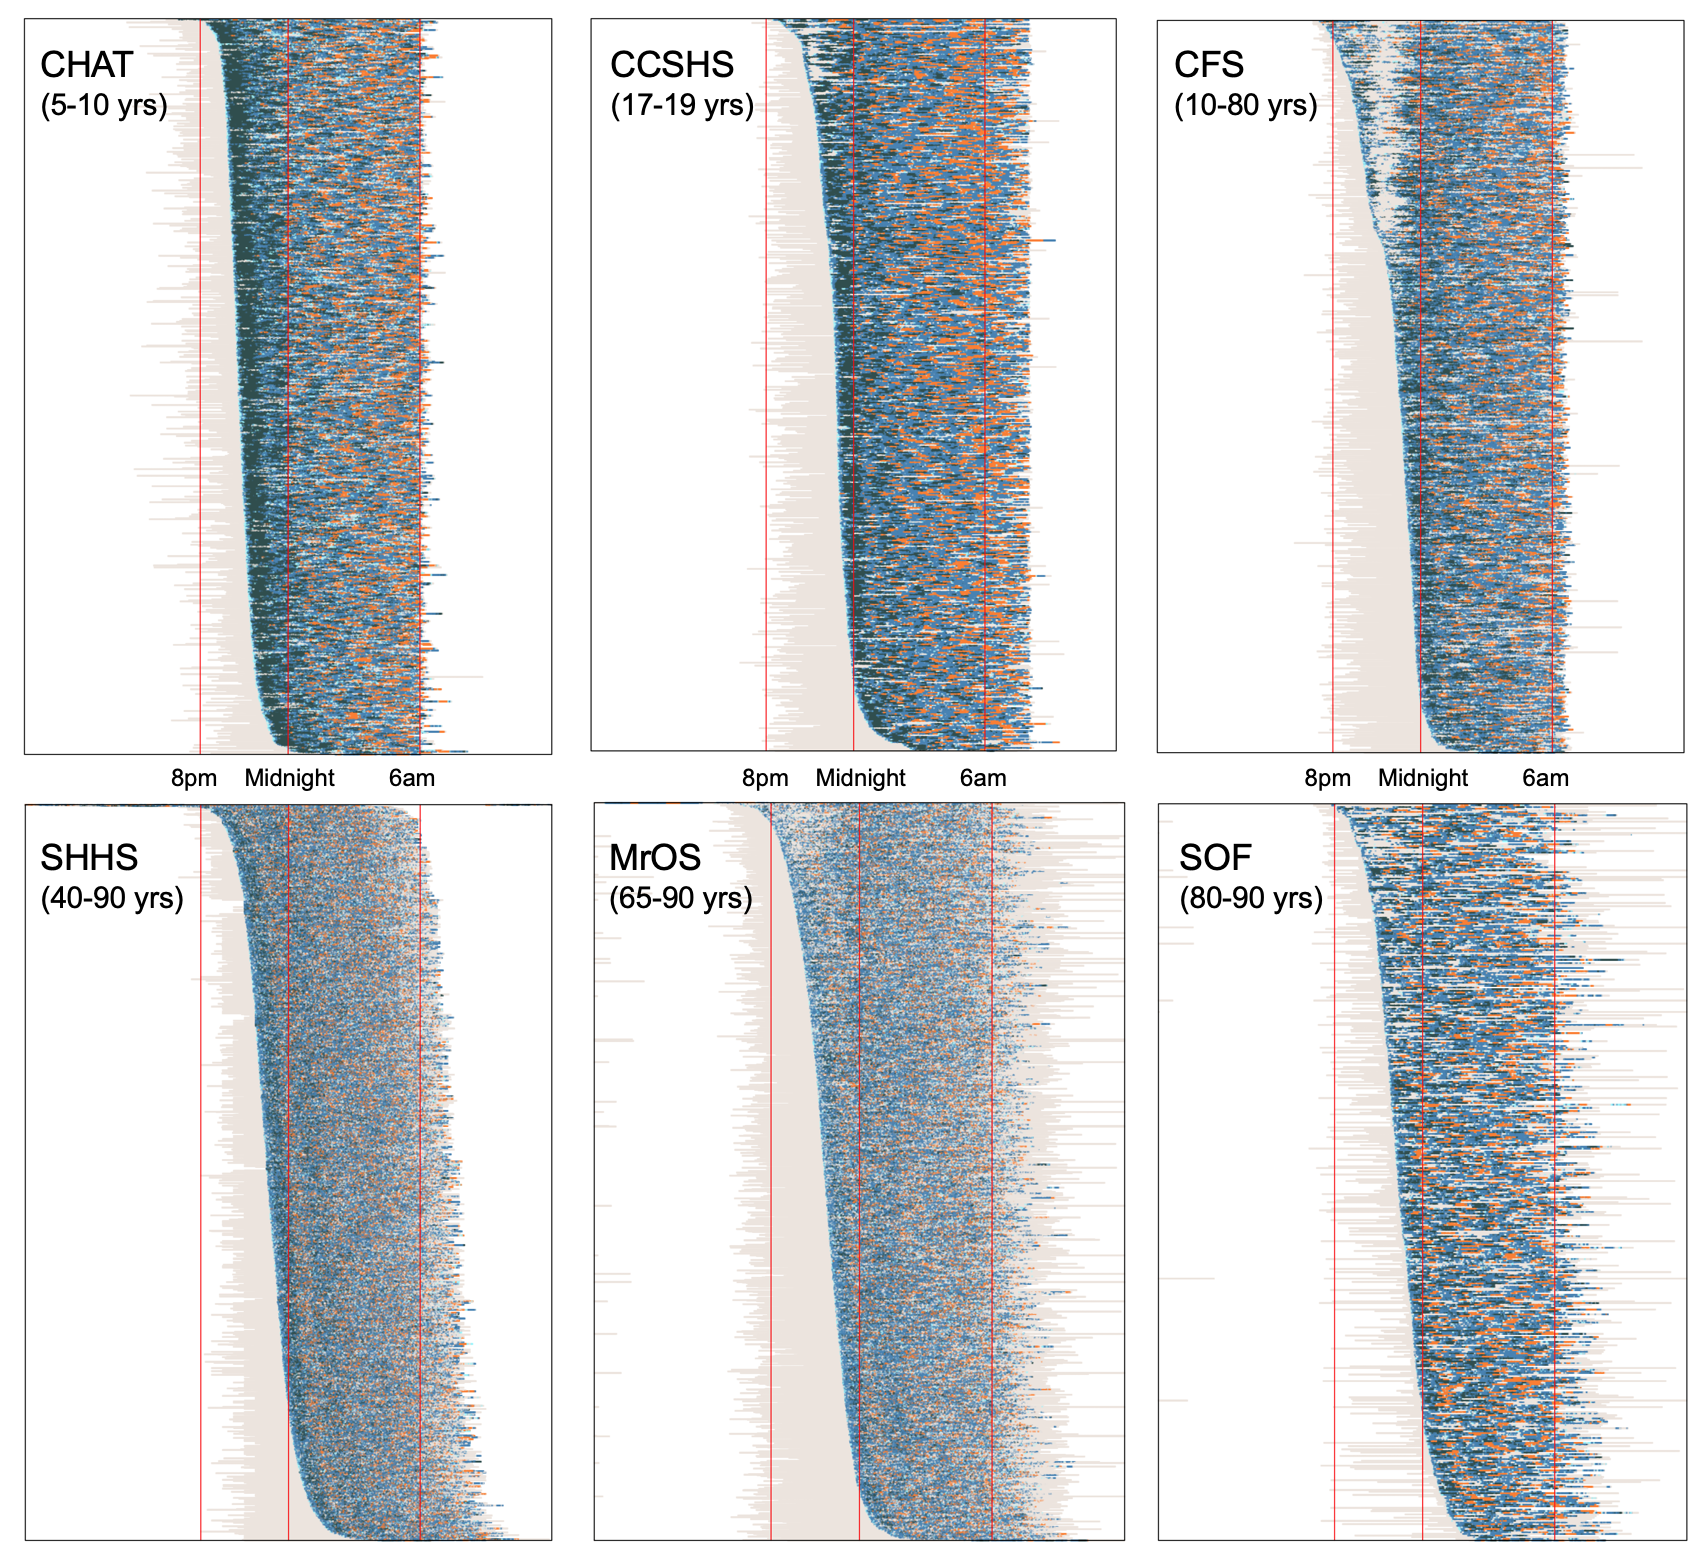 CHAT
(5-10 yrs)
CCSHS
(17-19 yrs)
CFS
(10-80 yrs)
8pm Midnight 6am
8pm Midnight 6am
8pm Midnight 6am
SHHS
(40-90 yrs)
MrOS
(65-90 yrs)
SOF
(80-90 yrs)